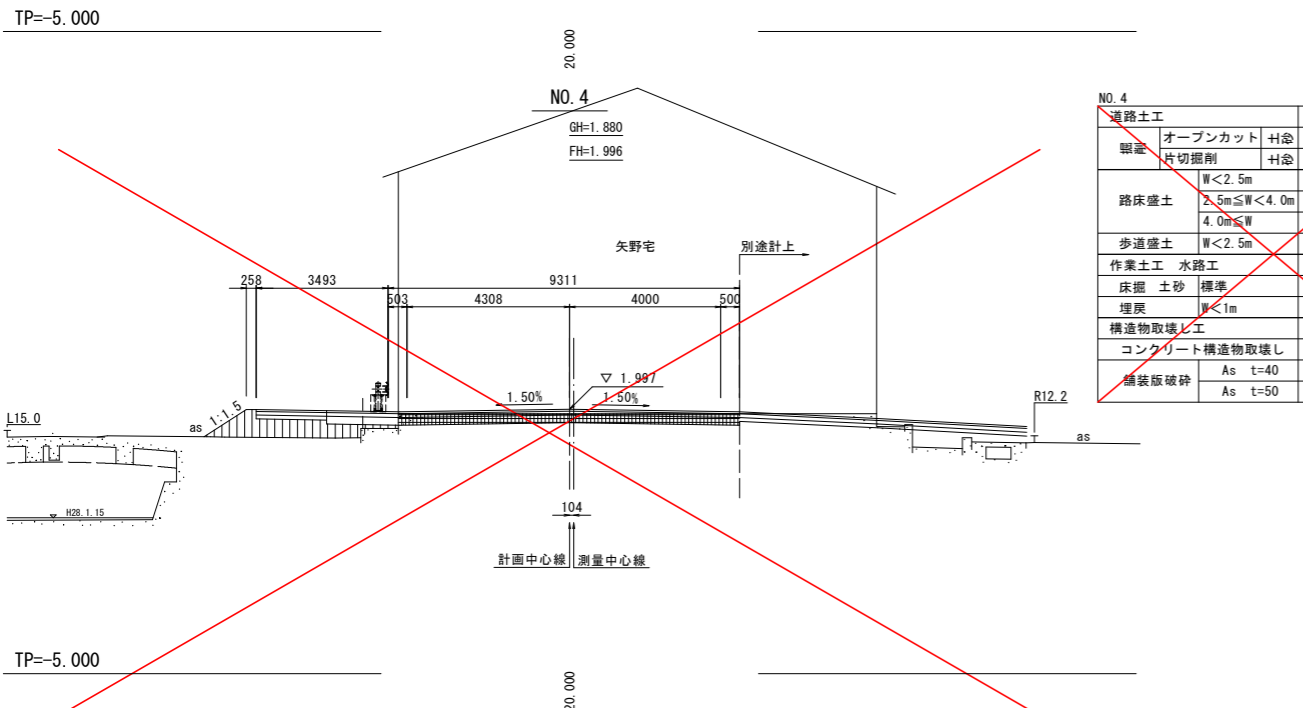 TP=-5.000
20.000
NO.4
GH=1.880
FH=1.996
矢野宅
別途計上
258
3493
9311
503
4308
4000
500
▽ 1.997
1.50%
1.50%
1:1.5
L15.0
as
R12.2
as
H28.1.15
104
計画中心線
測量中心線
TP=-5.000
20.000
NO.4
道路土工
オープンカット
片切掘削
路床盛土
W<2.5m
2.5m≦W<4.0m
4.0m≦W
歩道盛土 W<2.5m
作業土工 水路工
床掘 土砂 標準
埋戻 W<1m
構造物取壊し工
コンクリート構造物取壊し
舗装版破砕
As t=40
As t=50